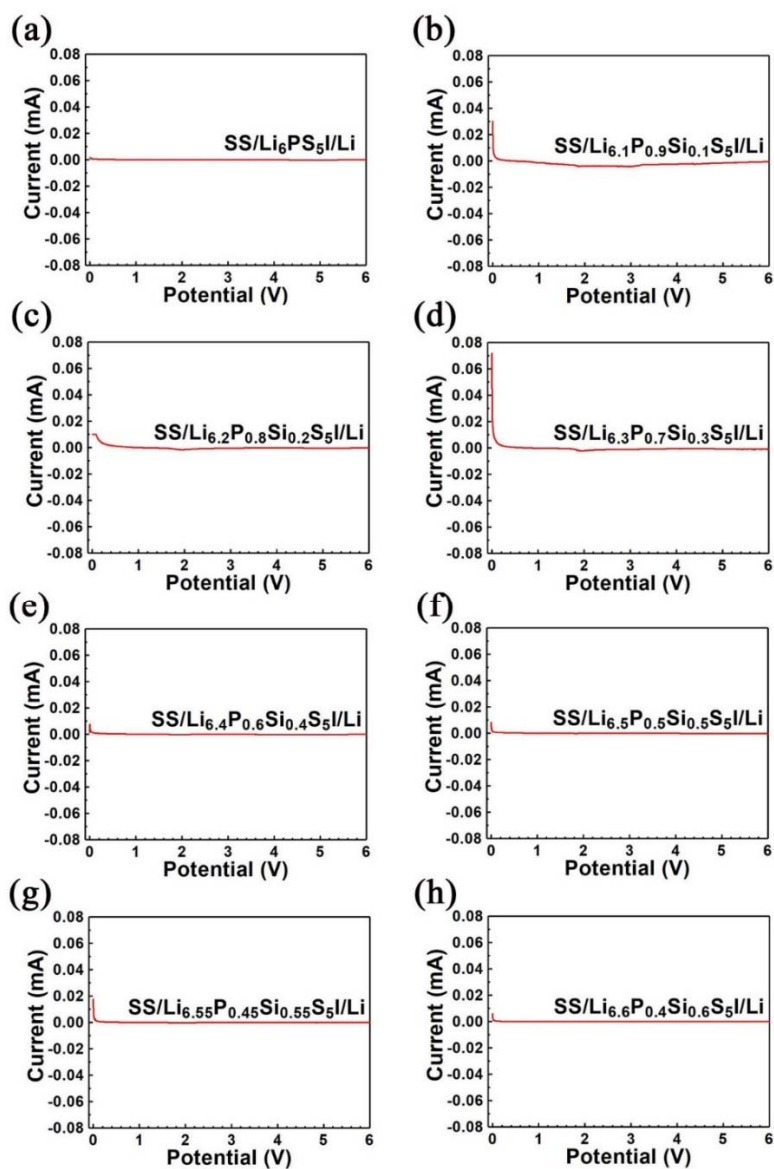 (a)
0.08
0.06
0.04
0.02
0.00
-0.02
-0.04
-0.06
-0.08
Current (mA)
SS/Li6PS5I/Li
0 1 2 3 4 5 6
Potential (V)
(b)
0.08
0.06
0.04
0.02
0.00
-0.02
-0.04
-0.06
-0.08
Current (mA)
SS/Li6.1P0.9Si0.1S5I/Li
0 1 2 3 4 5 6
Potential (V)
(c)
0.08
0.06
0.04
0.02
0.00
-0.02
-0.04
-0.06
-0.08
Current (mA)
SS/Li6.2P0.8Si0.2S5I/Li
0 1 2 3 4 5 6
Potential (V)
(d)
0.08
0.06
0.04
0.02
0.00
-0.02
-0.04
-0.06
-0.08
Current (mA)
SS/Li6.3P0.7Si0.3S5I/Li
0 1 2 3 4 5 6
Potential (V)
(e)
0.08
0.06
0.04
0.02
0.00
-0.02
-0.04
-0.06
-0.08
Current (mA)
SS/Li6.4P0.6Si0.4S5I/Li
0 1 2 3 4 5 6
Potential (V)
(f)
0.08
0.06
0.04
0.02
0.00
-0.02
-0.04
-0.06
-0.08
Current (mA)
SS/Li6.5P0.5Si0.5S5I/Li
0 1 2 3 4 5 6
Potential (V)
(g)
0.08
0.06
0.04
0.02
0.00
-0.02
-0.04
-0.06
-0.08
Current (mA)
SS/Li6.55P0.45Si0.55S5I/Li
0 1 2 3 4 5 6
Potential (V)
(h)
0.08
0.06
0.04
0.02
0.00
-0.02
-0.04
-0.06
-0.08
Current (mA)
SS/Li6.6P0.4Si0.6S5I/Li
0 1 2 3 4 5 6
Potential (V)